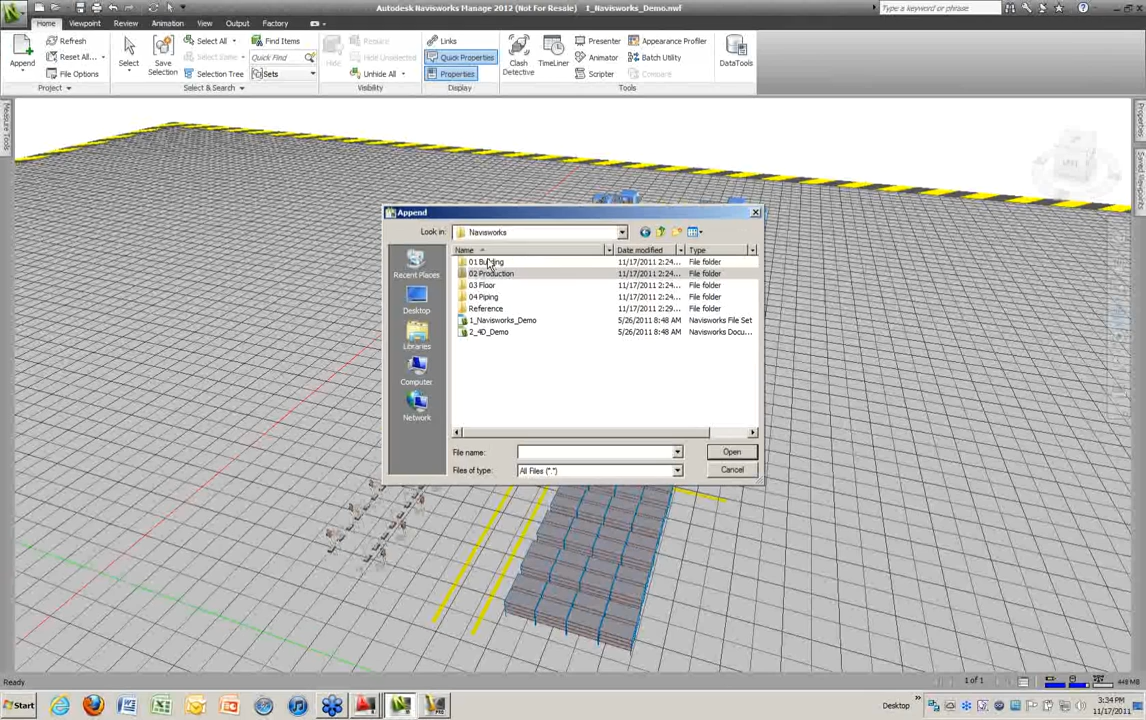 Autodesk Navisworks Manage 2012 (Not For Resale) 1_Navisworks_Demo.nwf
Type a keyword or phrase
Home Viewpoint Review Animation View Output Factory
Append
Refresh
Reset All...
File Options
Project
Select
Save
Selection
Select All
Select Same
Selection Tree
Find Items
Quick Find
Sets
Select & Search
Hide
Require
Hide Unselected
Unhide All
Visibility
Links
Quick Properties
Properties
Display
Clash
Detective
TimeLiner
Presenter
Animator
Scripter
Appearance Profiler
Batch Utility
Compare
DataTools
Tools
Measure Tools
Properties
Saved Viewpoints
Append
Look in: Navisworks
Name Date modified Type
01 Building 11/17/2011 2:24... File folder
02 Production 11/17/2011 2:24... File folder
03 Floor 11/17/2011 2:24... File folder
04 Piping 11/17/2011 2:24... File folder
Reference 11/17/2011 2:29... File folder
1_Navisworks_Demo 5/26/2011 8:48 AM Navisworks File Set
2_4D_Demo 5/26/2011 8:48 AM Navisworks Docu...
Recent Places
Desktop
Libraries
Computer
Network
File name:
Open
Files of type: All Files (*.*)
Cancel
Ready
1 of 1
448 MB
Start
Desktop
3:34 PM
11/17/2011